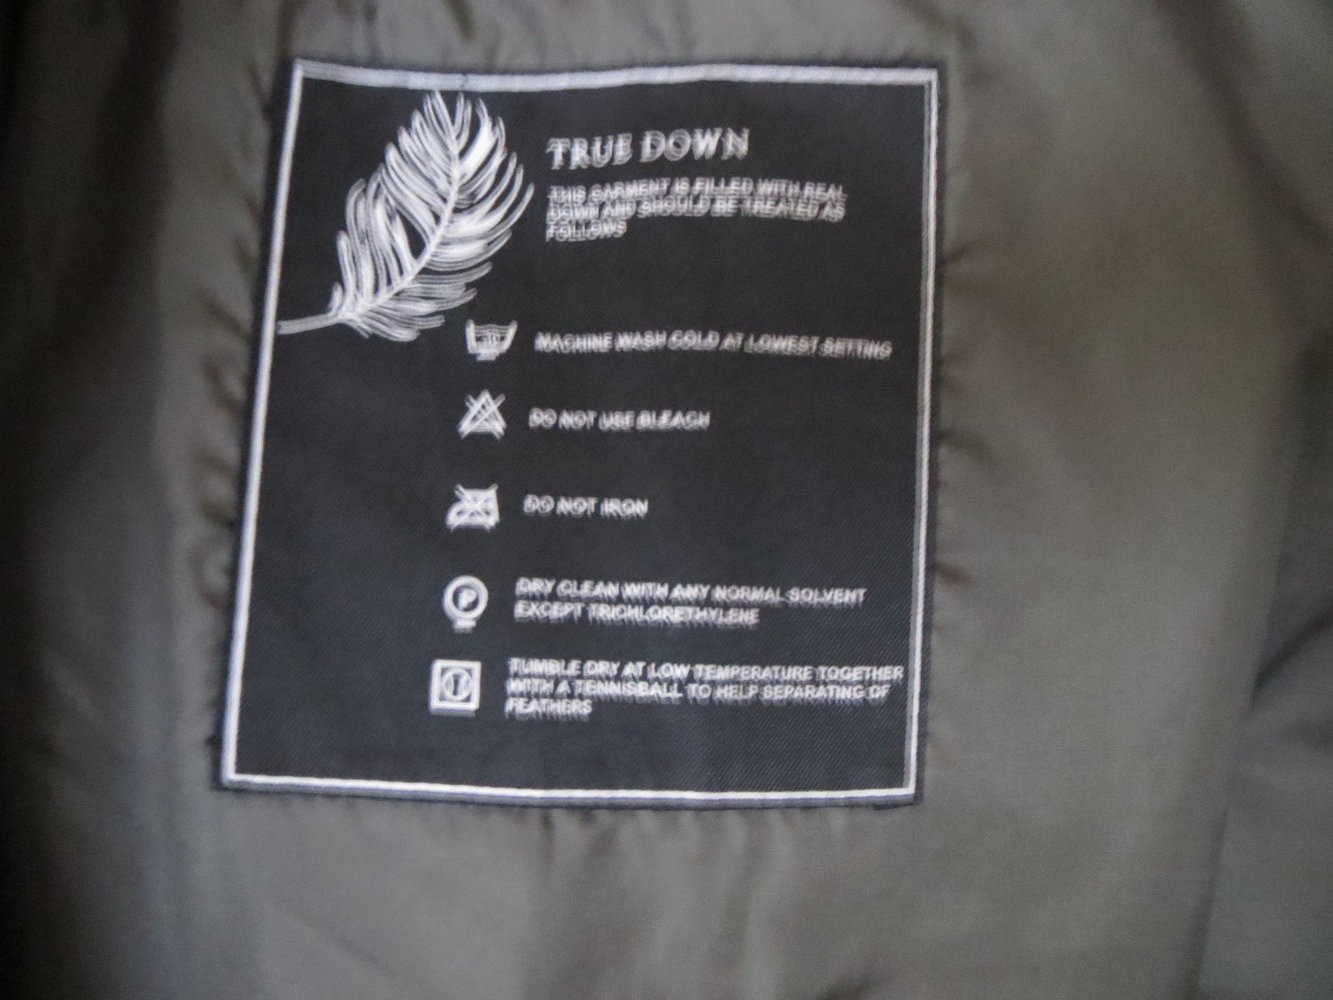 TRUE DOWN
THIS GARMENT IS FILLED WITH REAL
DOWN AND SHOULD BE TREATED AS
FOLLOWS
30
MACHINE WASH COLD AT LOWEST SETTING
DO NOT USE BLEACH
DO NOT IRON
P
DRY CLEAN WITH ANY NORMAL SOLVENT
EXCEPT TRICHLORETHYLENE
TUMBLE DRY AT LOW TEMPERATURE TOGETHER
WITH A TENNISBALL TO HELP SEPARATING OF
FEATHERS